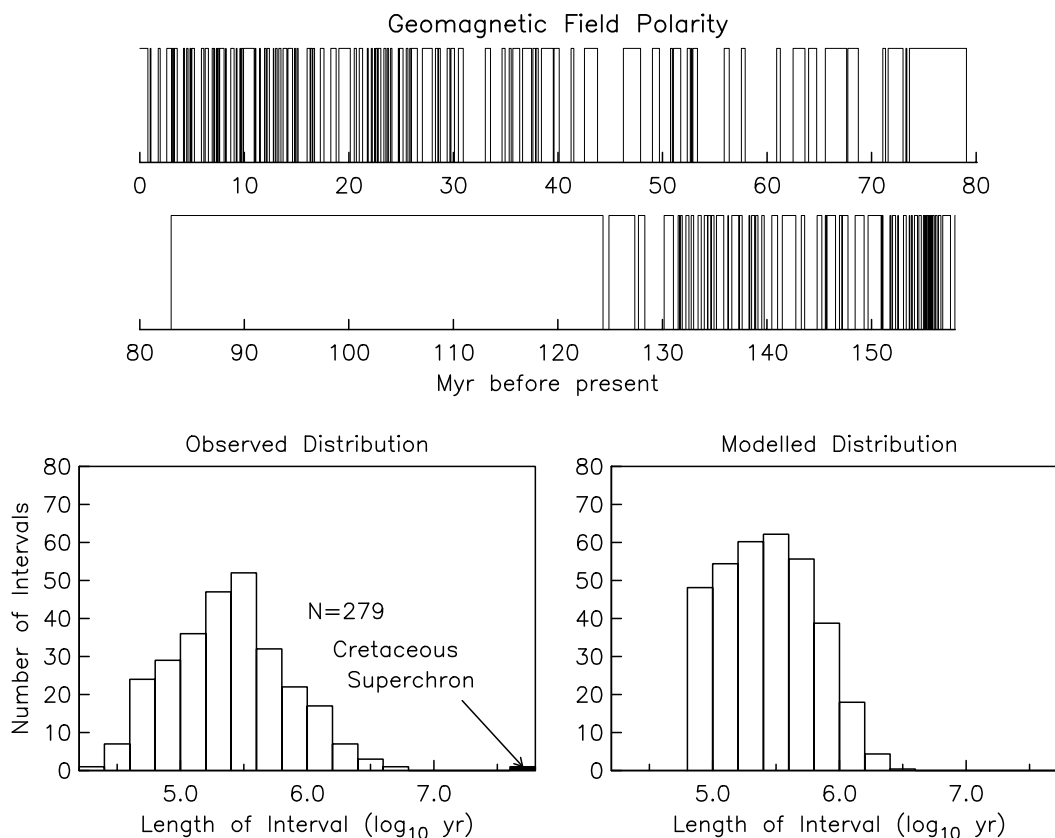 Geomagnetic Field Polarity
0 10 20 30 40 50 60 70 80
80 90 100 110 120 130 140 150
Myr before present
Observed Distribution
Number of Intervals
80
70
60
50
40
30
20
10
0
N=279
Cretaceous
Superchron
5.0 6.0 7.0
Length of Interval (log₁₀ yr)
Modelled Distribution
80
70
60
50
40
30
20
10
0
5.0 6.0 7.0
Length of Interval (log₁₀ yr)